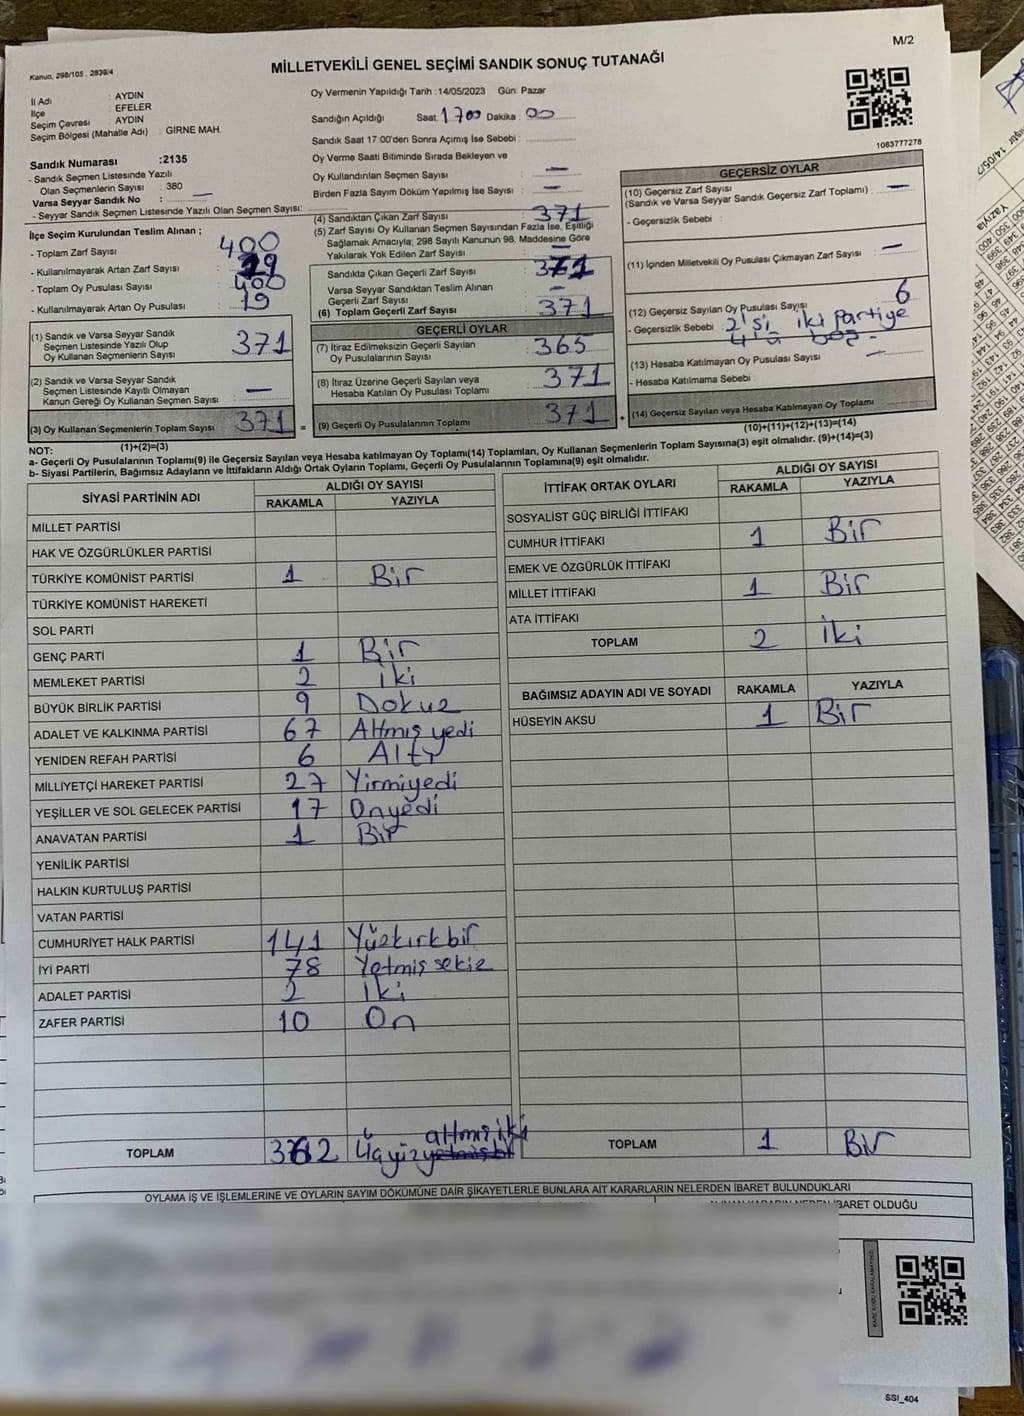 M/2
Kanun, 298/105 , 2839/4
MİLLETVEKİLİ GENEL SEÇİMİ SANDIK SONUÇ TUTANAĞI
İl Adı : AYDIN
İlçe : EFELER
Seçim Çevresi : AYDIN
Seçim Bölgesi (Mahalle Adı) : GİRNE MAH.
Sandık Numarası :2135
- Sandık Seçmen Listesinde Yazılı
Olan Seçmenlerin Sayısı : 380
Varsa Seyyar Sandık No : —
- Seyyar Sandık Seçmen Listesinde Yazılı Olan Seçmen Sayısı:
Oy Vermenin Yapıldığı Tarih :14/05/2023 Gün: Pazar
Sandığın Açıldığı Saat: 1700 Dakika : 00
Sandık Saat 17.00'den Sonra Açımış İse Sebebi :
Oy Verme Saati Bitiminde Sırada Bekleyen ve
Oy Kullandırılan Seçmen Sayısı : —
Birden Fazla Sayım Döküm Yapılmış İse Sayısı : —
1083777278
İlçe Seçim Kurulundan Teslim Alınan ;
- Toplam Zarf Sayısı : 400
- Kullanılmayarak Artan Zarf Sayısı : 29
- Toplam Oy Pusulası Sayısı : 400
- Kullanılmayarak Artan Oy Pusulası : 19
(1) Sandık ve Varsa Seyyar Sandık
Seçmen Listesinde Yazılı Olup
Oy Kullanan Seçmenlerin Sayısı 371
(2) Sandık ve Varsa Seyyar Sandık
Seçmen Listesinde Kayıtlı Olmayan
Kanun Gereği Oy Kullanan Seçmen Sayısı : —
(3) Oy Kullanan Seçmenlerin Toplam Sayısı 371 =
(1)+(2)=(3)
(4) Sandıktan Çıkan Zarf Sayısı : 371
(5) Zarf Sayısı Oy Kullanan Seçmen Sayısından Fazla İse, Eşitliği
Sağlamak Amacıyla; 298 Sayılı Kanunun 98. Maddesine Göre
Yakılarak Yok Edilen Zarf Sayısı :
Sandıkta Çıkan Geçerli Zarf Sayısı : 371
Varsa Seyyar Sandıktan Teslim Alınan
Geçerli Zarf Sayısı : —
(6) Toplam Geçerli Zarf Sayısı : 371
GEÇERLİ OYLAR
(7) İtiraz Edilmeksizin Geçerli Sayılan
Oy Pusulalarının Sayısı : 365
(8) İtiraz Üzerine Geçerli Sayılan veya
Hesaba Katılan Oy Pusulası Toplamı : 371
(9) Geçerli Oy Pusulalarının Toplamı : 371 +
GEÇERSİZ OYLAR
(10) Geçersiz Zarf Sayısı
(Sandık ve Varsa Seyyar Sandık Geçersiz Zarf Toplamı) : —
- Geçersizlik Sebebi :
(11) İçinden Milletvekili Oy Pusulası Çıkmayan Zarf Sayısı : —
(12) Geçersiz Sayılan Oy Pusulası Sayısı : 6
- Geçersizlik Sebebi : 2'si iki partiye
4'ü boş
(13) Hesaba Katılmayan Oy Pusulası Sayısı : —
- Hesaba Katılmama Sebebi :
(14) Geçersiz Sayılan veya Hesaba Katılmayan Oy Toplamı :
(10)+(11)+(12)+(13)=(14)
NOT:
a- Geçerli Oy Pusulalarının Toplamı(9) ile Geçersiz Sayılan veya Hesaba katılmayan Oy Toplamı(14) Toplamları, Oy Kullanan Seçmenlerin Toplam Sayısına(3) eşit olmalıdır. (9)+(14)=(3)
b- Siyasi Partilerin, Bağımsız Adayların ve İttifakların Aldığı Ortak Oyların Toplamı, Geçerli Oy Pusulalarının Toplamına(9) eşit olmalıdır.
SİYASİ PARTİNİN ADI
ALDIĞI OY SAYISI
RAKAMLA YAZIYLA
MİLLET PARTİSİ
HAK VE ÖZGÜRLÜKLER PARTİSİ
TÜRKİYE KOMÜNİST PARTİSİ 1 Bir
TÜRKİYE KOMÜNİST HAREKETİ
SOL PARTİ
GENÇ PARTİ 1 Bir
MEMLEKET PARTİSİ 2 iki
BÜYÜK BİRLİK PARTİSİ 9 Dokuz
ADALET VE KALKINMA PARTİSİ 67 Altmış yedi
YENİDEN REFAH PARTİSİ 6 Altı
MİLLİYETÇİ HAREKET PARTİSİ 27 Yirmiyedi
YEŞİLLER VE SOL GELECEK PARTİSİ 17 Onyedi
ANAVATAN PARTİSİ 1 Bir
YENİLİK PARTİSİ
HALKIN KURTULUŞ PARTİSİ
VATAN PARTİSİ
CUMHURİYET HALK PARTİSİ 141 Yüzkırkbir
İYİ PARTİ 78 Yetmiş sekiz
ADALET PARTİSİ 2 iki
ZAFER PARTİSİ 10 On
TOPLAM 362 altmışiki
İTTİFAK ORTAK OYLARI
ALDIĞI OY SAYISI
RAKAMLA YAZIYLA
SOSYALİST GÜÇ BİRLİĞİ İTTİFAKI
CUMHUR İTTİFAKI 1 Bir
EMEK VE ÖZGÜRLÜK İTTİFAKI
MİLLET İTTİFAKI 1 Bir
ATA İTTİFAKI
TOPLAM 2 iki
BAĞIMSIZ ADAYIN ADI VE SOYADI RAKAMLA YAZIYLA
HÜSEYİN AKSU 1 Bir
TOPLAM 1 Bir
OYLAMA İŞ VE İŞLEMLERİNE VE OYLARIN SAYIM DÖKÜMÜNE DAİR ŞİKAYETLERLE BUNLARA AİT KARARLARIN NELERDEN İBARET BULUNDUKLARI
İBARET OLDUĞU
SSI_404